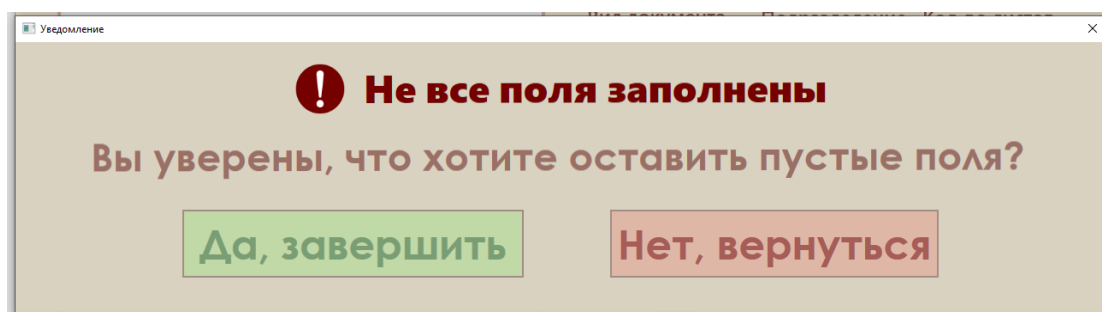 Уведомление
Не все поля заполнены
Вы уверены, что хотите оставить пустые поля?
Да, завершить
Нет, вернуться